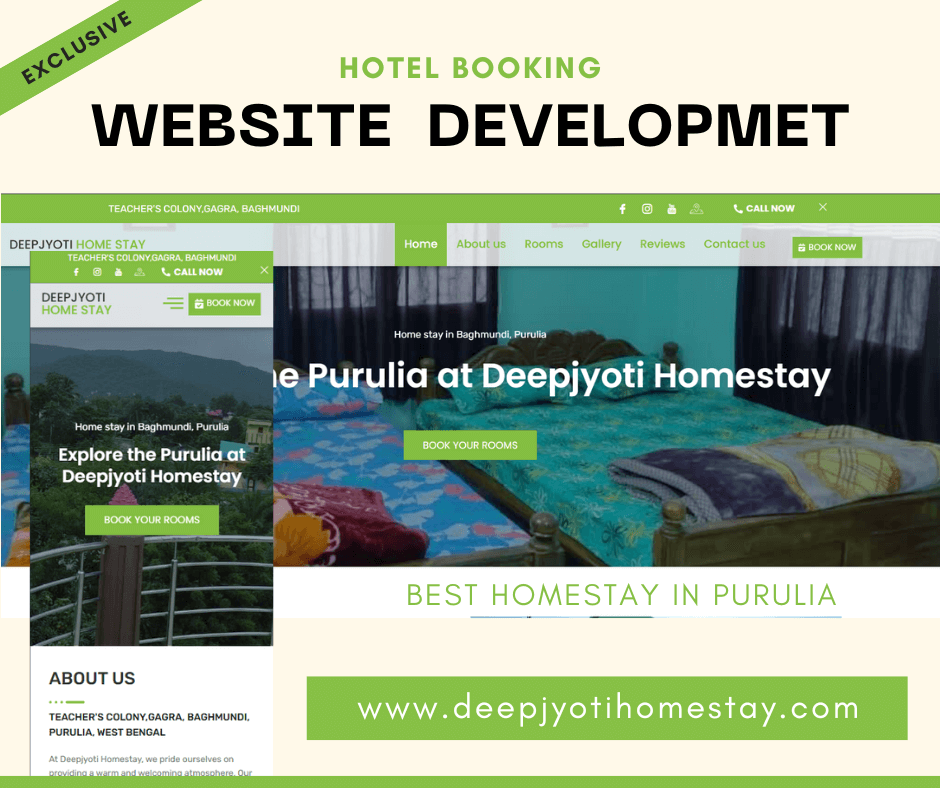 EXCLUSIVE
HOTEL BOOKING
WEBSITE DEVELOPMET
TEACHER'S COLONY,GAGRA, BAGHMUNDI
CALL NOW
DEEPJYOTI HOME STAY
Home
About us
Rooms
Gallery
Reviews
Contact us
BOOK NOW
Home stay in Baghmundi, Purulia
the Purulia at Deepjyoti Homestay
BOOK YOUR ROOMS
TEACHER'S COLONY,GAGRA, BAGHMUNDI
CALL NOW
DEEPJYOTI
HOME STAY
BOOK NOW
Home stay in Baghmundi, Purulia
Explore the Purulia at
Deepjyoti Homestay
BOOK YOUR ROOMS
BEST HOMESTAY IN PURULIA
ABOUT US
TEACHER'S COLONY,GAGRA, BAGHMUNDI,
PURULIA, WEST BENGAL
At Deepjyoti Homestay, we pride ourselves on
providing a warm and welcoming atmosphere. Our
www.deepjyotihomestay.com